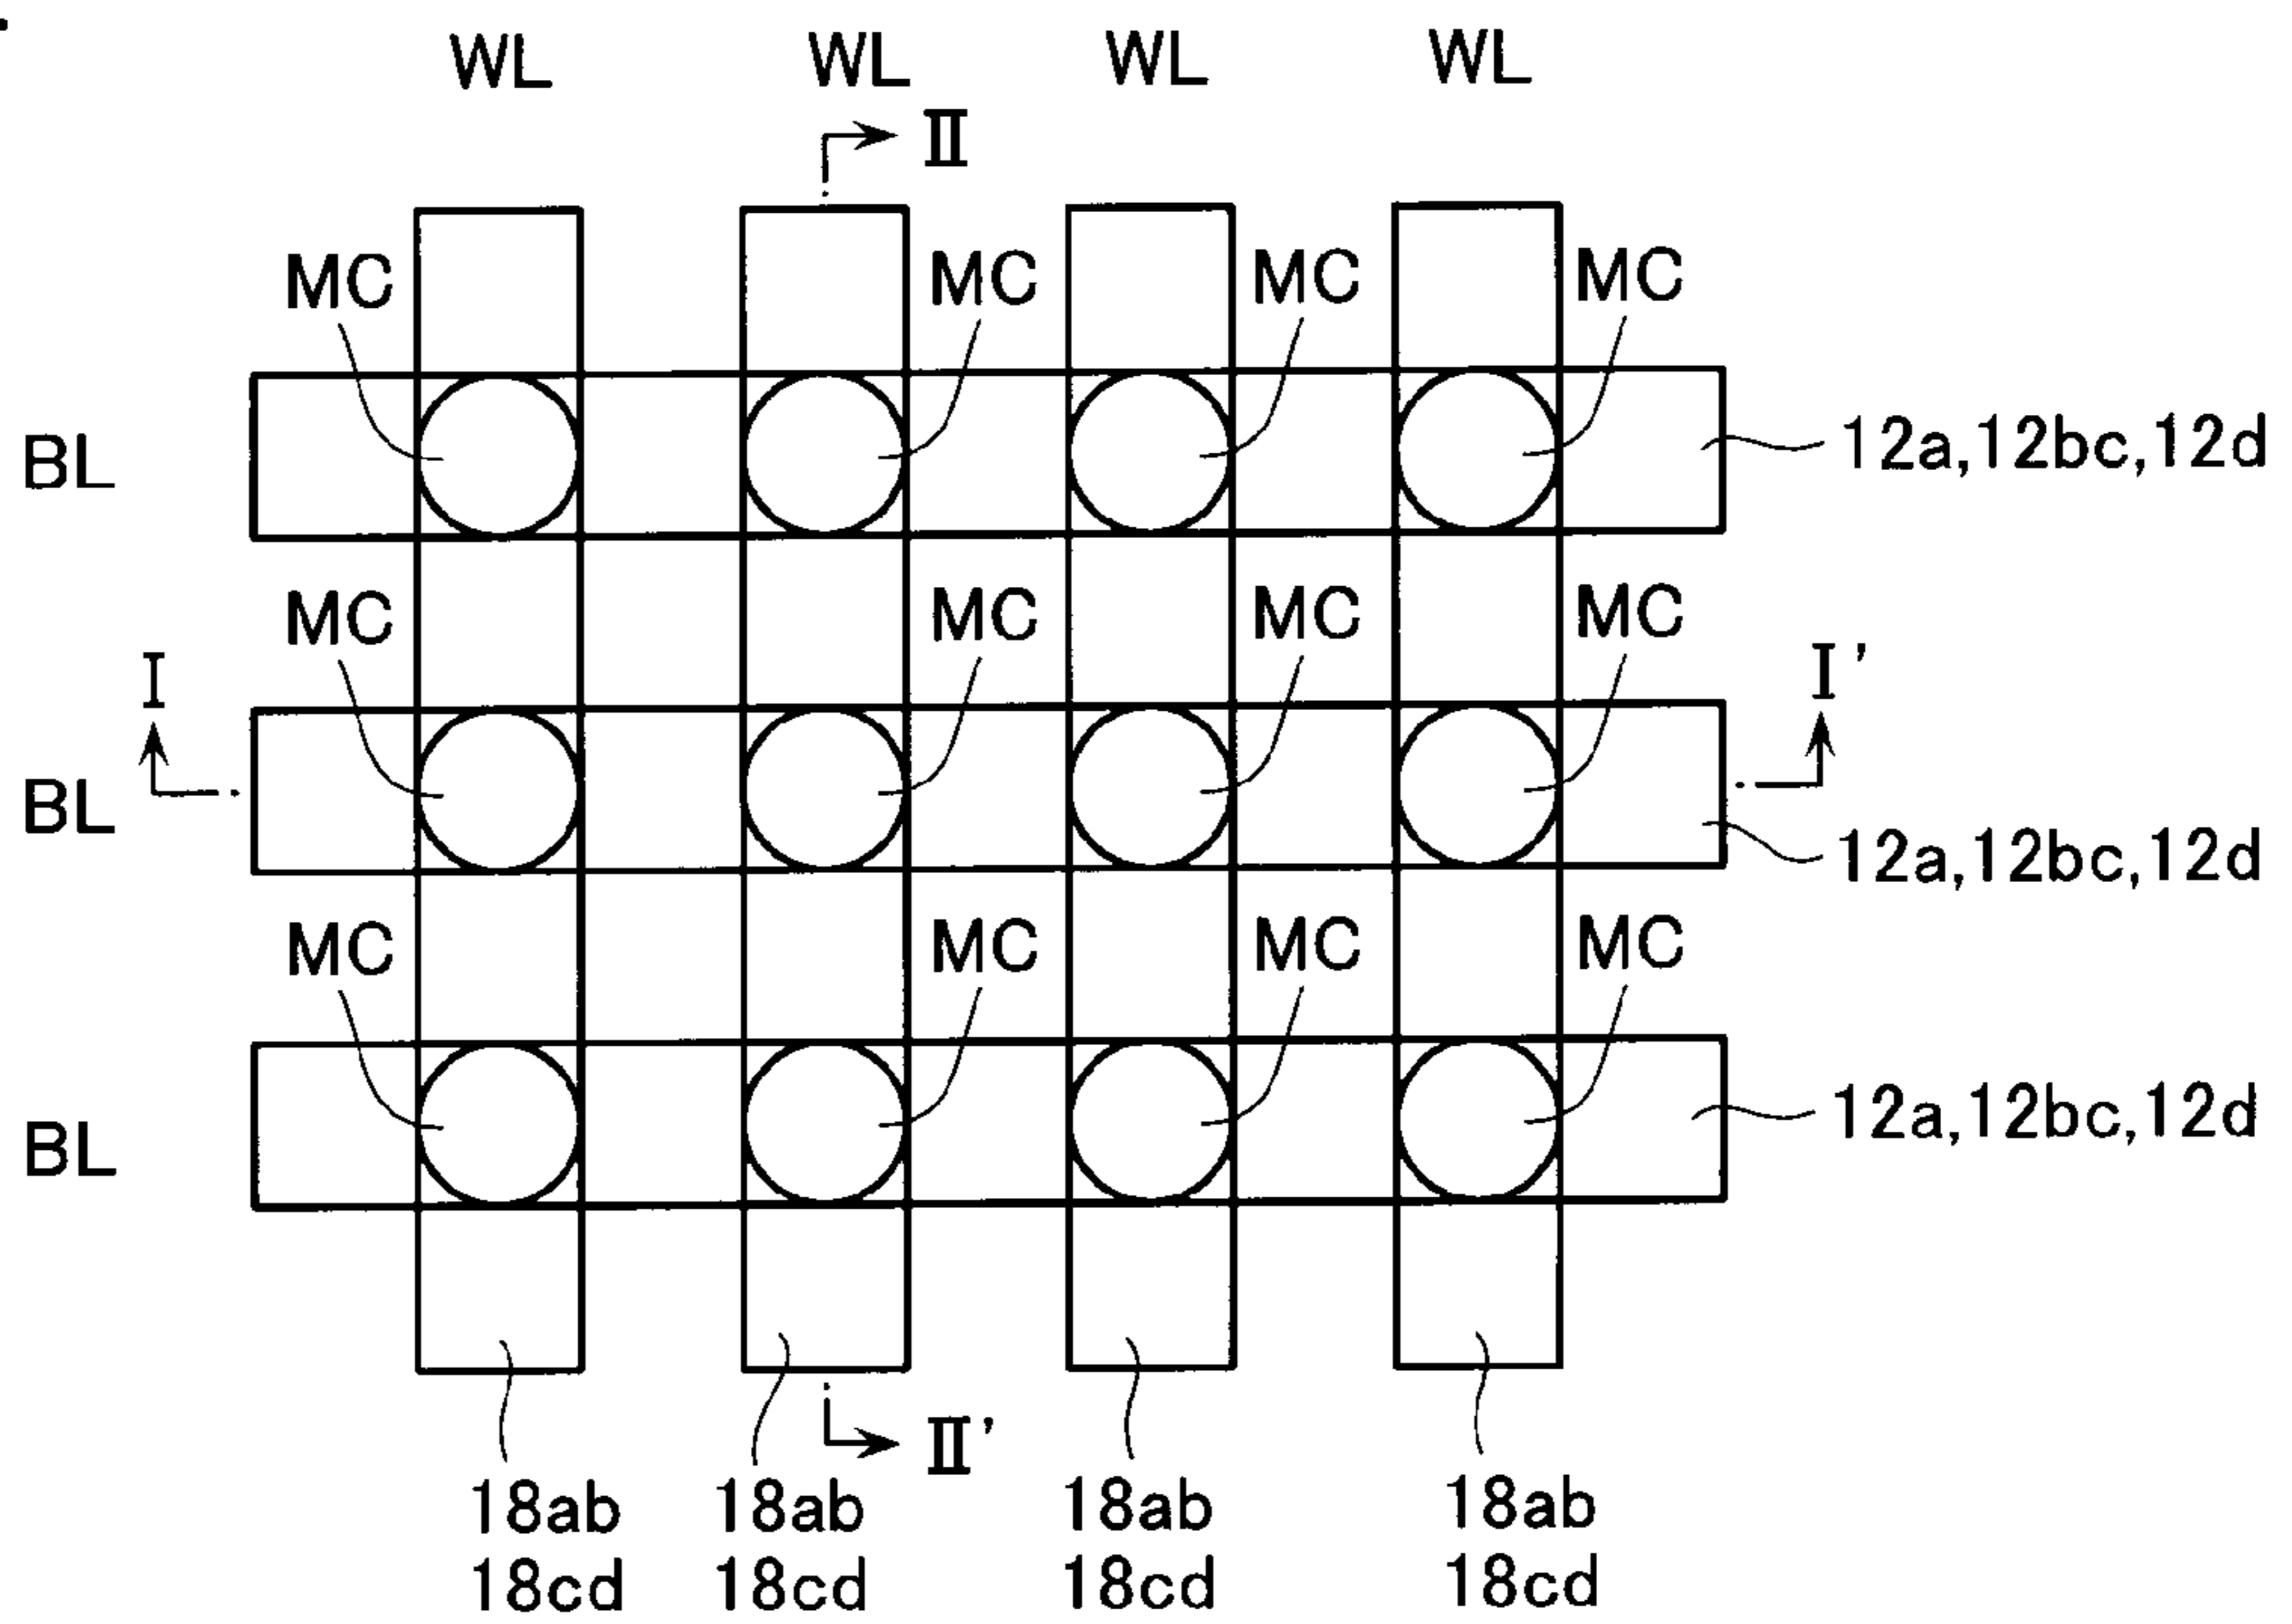 WL WL WL WL
II
MC MC MC MC
BL 12a,12bc,12d
MC MC MC MC
I I'
BL 12a,12bc,12d
MC MC MC MC
BL 12a,12bc,12d
II'
18ab 18ab 18ab 18ab
18cd 18cd 18cd 18cd